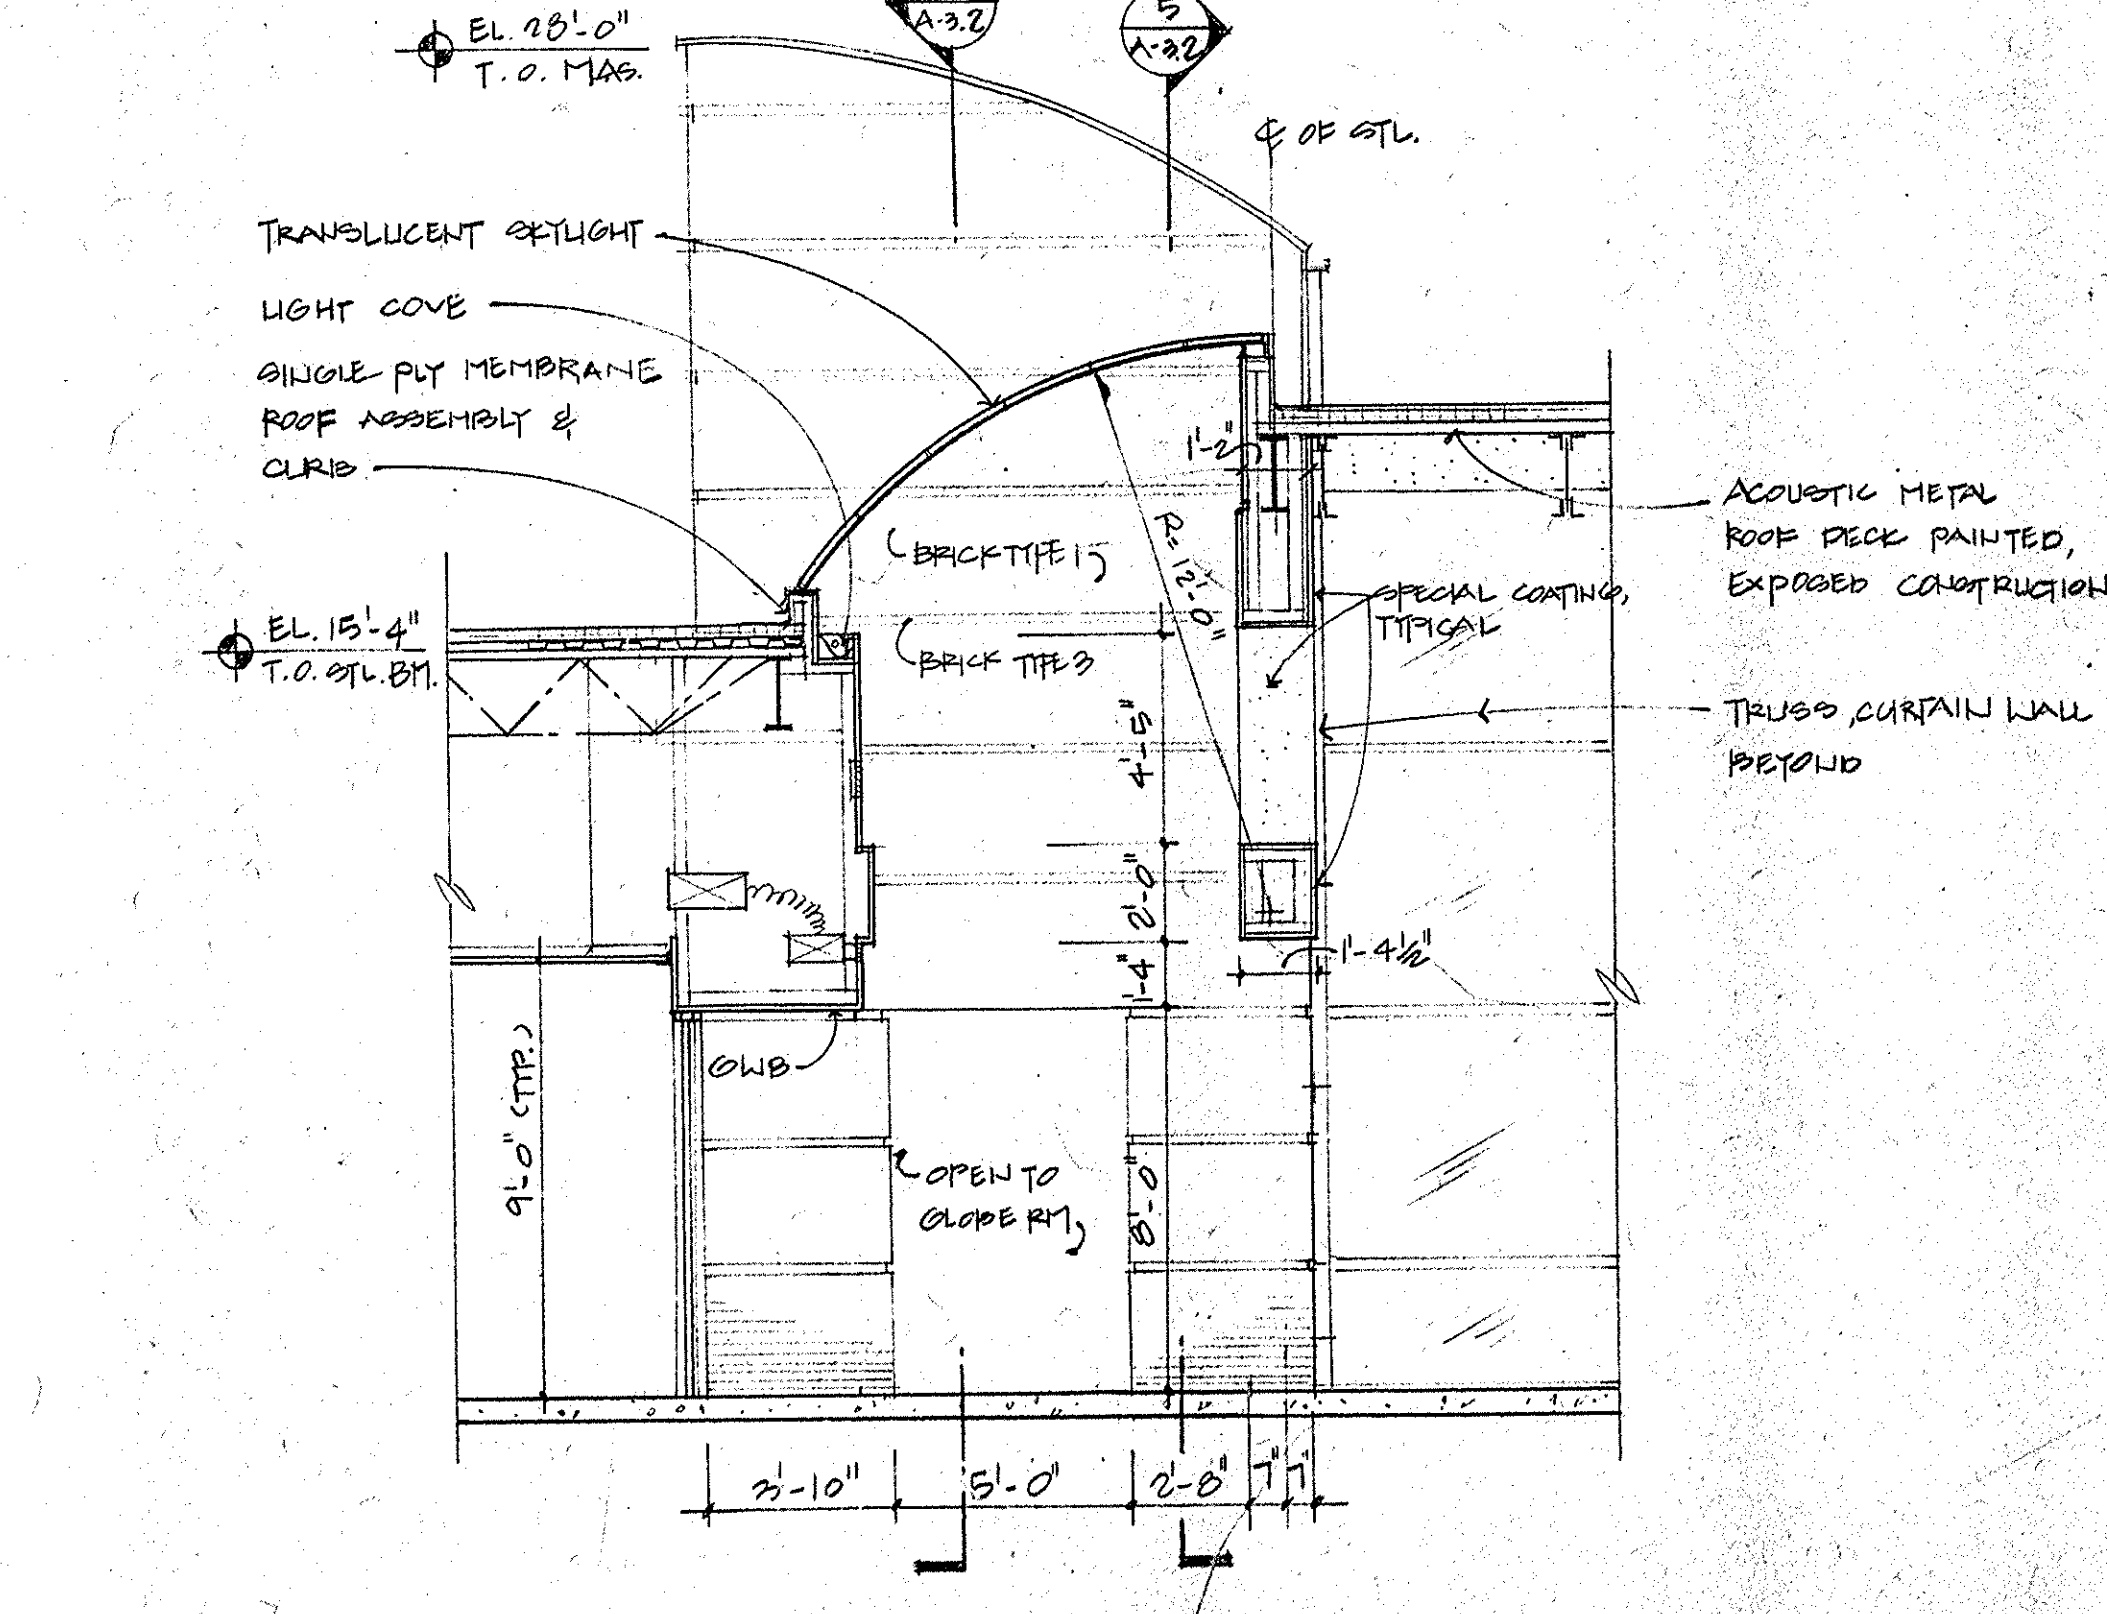 EL. 28'-0"
T.O. MAS.
A-3.2
5
A-3.2
℄ OF STL.
TRANSLUCENT SKYLIGHT
LIGHT COVE
SINGLE PLY MEMBRANE
ROOF ASSEMBLY &
CURB
1'-2"
ACOUSTIC METAL
ROOF DECK PAINTED,
EXPOSED CONSTRUCTION
BRICK TYPE 1
R=12'-0"
SPECIAL COATING,
TYPICAL
EL. 15'-4"
T.O. STL. BM.
BRICK TYPE 3
4'-5"
TRUSS, CURTAIN WALL
BEYOND
2'-0"
1'-4½"
1'-4"
GWB
9'-0" (TYP.)
OPEN TO
GLOBE RM
8'-0"
3'-10"
5'-0"
2'-8"
7"
7"